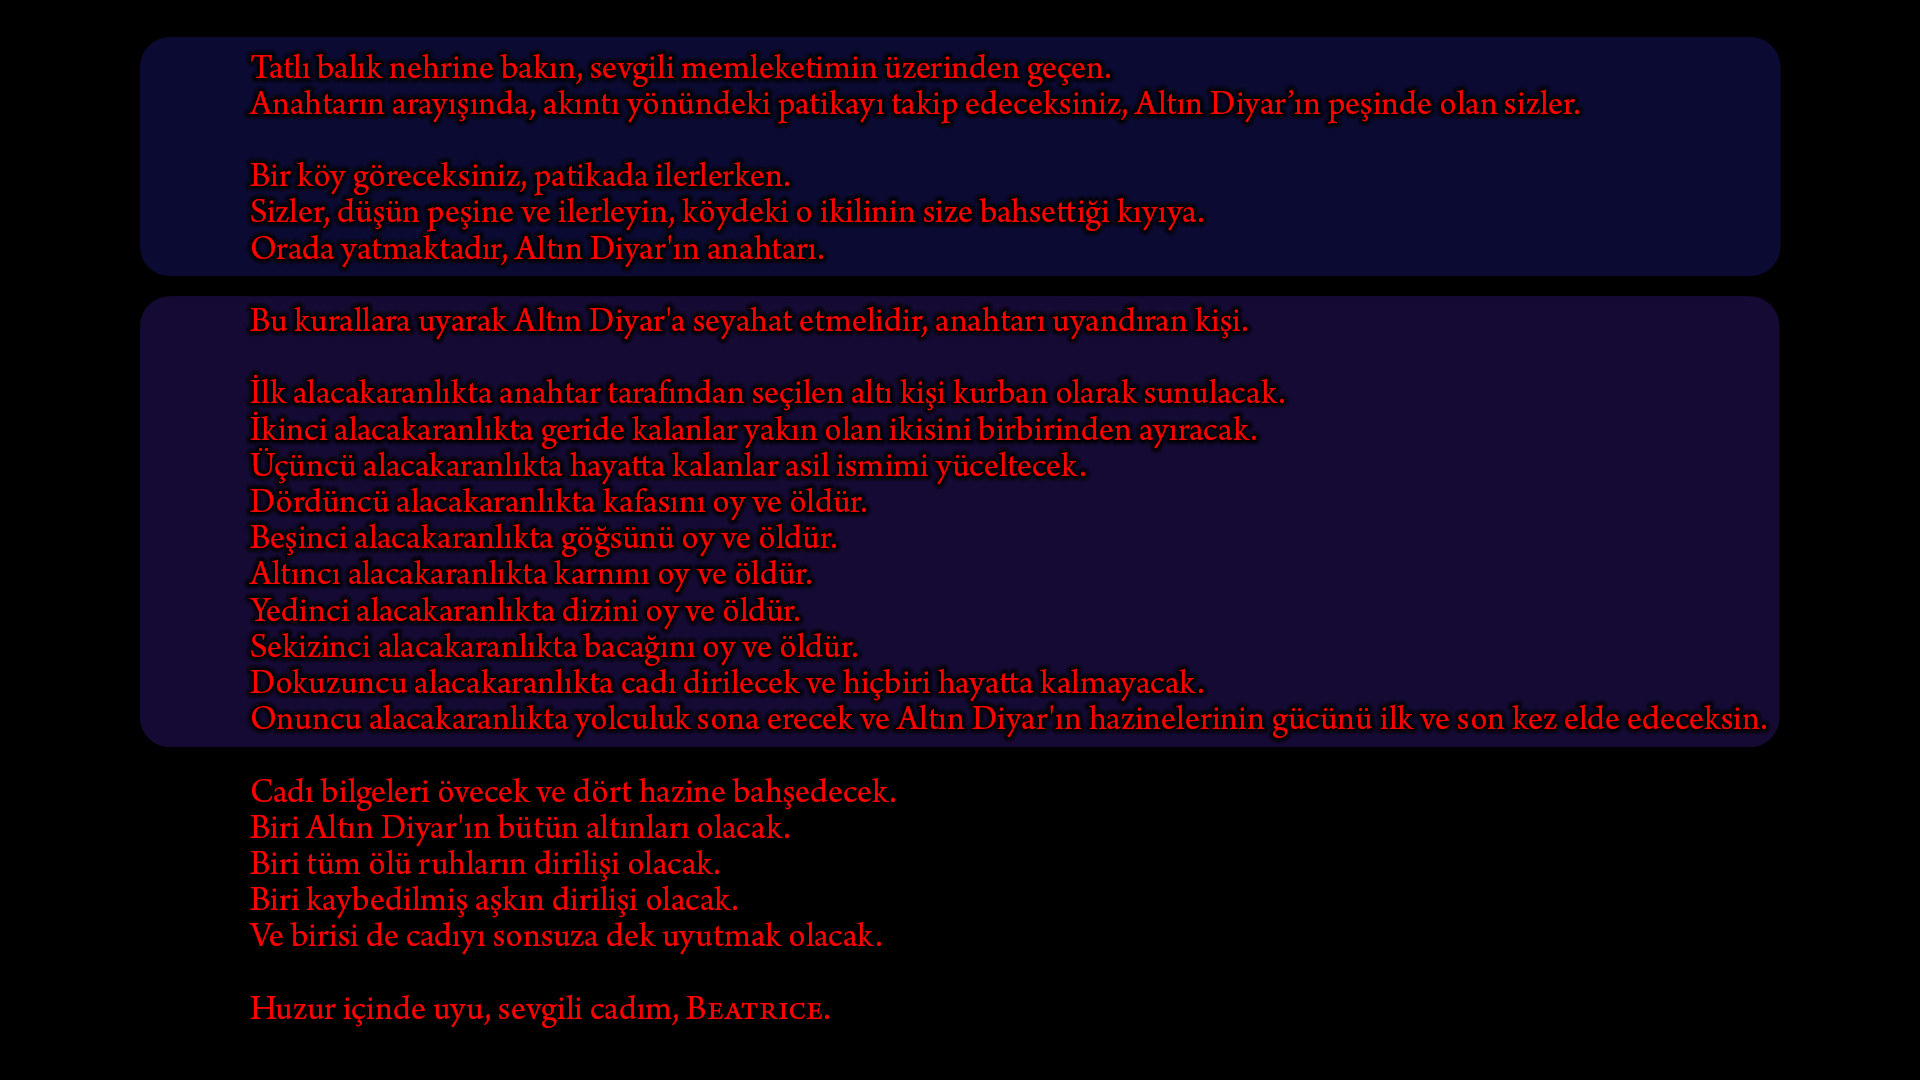 Tatlı balık nehrine bakın, sevgili memleketimin üzerinden geçen.
Anahtarın arayışında, akıntı yönündeki patikayı takip edeceksiniz, Altın Diyar’ın peşinde olan sizler.
Bir köy göreceksiniz, patikada ilerlerken.
Sizler, düşün peşine ve ilerleyin, köydeki o ikilinin size bahsettiği kıyıya.
Orada yatmaktadır, Altın Diyar'ın anahtarı.
Bu kurallara uyarak Altın Diyar'a seyahat etmelidir, anahtarı uyandıran kişi.
İlk alacakaranlıkta anahtar tarafından seçilen altı kişi kurban olarak sunulacak.
İkinci alacakaranlıkta geride kalanlar yakın olan ikisini birbirinden ayıracak.
Üçüncü alacakaranlıkta hayatta kalanlar asil ismimi yüceltecek.
Dördüncü alacakaranlıkta kafasını oy ve öldür.
Beşinci alacakaranlıkta göğsünü oy ve öldür.
Altıncı alacakaranlıkta karnını oy ve öldür.
Yedinci alacakaranlıkta dizini oy ve öldür.
Sekizinci alacakaranlıkta bacağını oy ve öldür.
Dokuzuncu alacakaranlıkta cadı dirilecek ve hiçbiri hayatta kalmayacak.
Onuncu alacakaranlıkta yolculuk sona erecek ve Altın Diyar'ın hazinelerinin gücünü ilk ve son kez elde edeceksin.
Cadı bilgeleri övecek ve dört hazine bahşedecek.
Biri Altın Diyar'ın bütün altınları olacak.
Biri tüm ölü ruhların dirilişi olacak.
Biri kaybedilmiş aşkın dirilişi olacak.
Ve birisi de cadıyı sonsuza dek uyutmak olacak.
Huzur içinde uyu, sevgili cadım, BEATRICE.